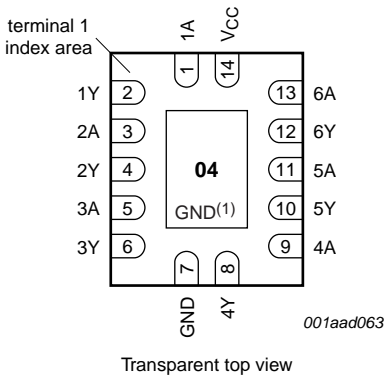 terminal 1
index area
1A
VCC
1
14
1Y 2
13 6A
2A 3
12 6Y
2Y 4
04
11 5A
3A 5
GND(1)
10 5Y
3Y 6
9 4A
7
8
GND
4Y
001aad063
Transparent top view